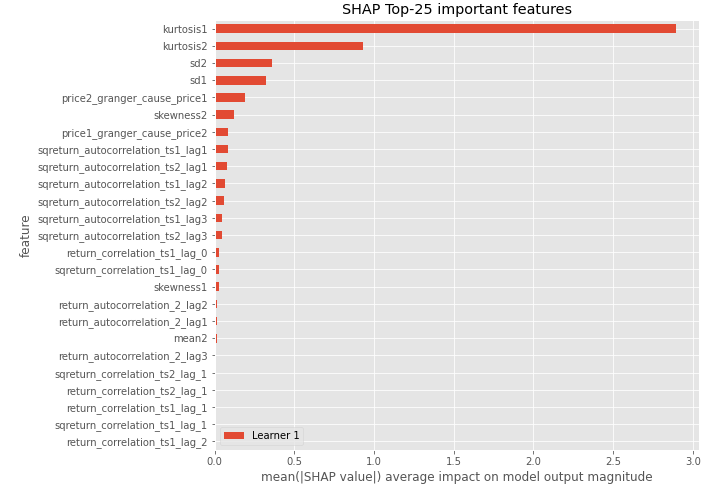 SHAP Top-25 important features
kurtosis1
kurtosis2
sd2
sd1
price2_granger_cause_price1
skewness2
price1_granger_cause_price2
sqreturn_autocorrelation_ts1_lag1
sqreturn_autocorrelation_ts2_lag1
sqreturn_autocorrelation_ts1_lag2
sqreturn_autocorrelation_ts2_lag2
sqreturn_autocorrelation_ts1_lag3
sqreturn_autocorrelation_ts2_lag3
return_correlation_ts1_lag_0
sqreturn_correlation_ts1_lag_0
skewness1
return_autocorrelation_2_lag2
return_autocorrelation_2_lag1
mean2
return_autocorrelation_2_lag3
sqreturn_correlation_ts2_lag_1
return_correlation_ts2_lag_1
return_correlation_ts1_lag_1
sqreturn_correlation_ts1_lag_1
return_correlation_ts1_lag_2
feature
Learner 1
0.0 0.5 1.0 1.5 2.0 2.5 3.0
mean(|SHAP value|) average impact on model output magnitude